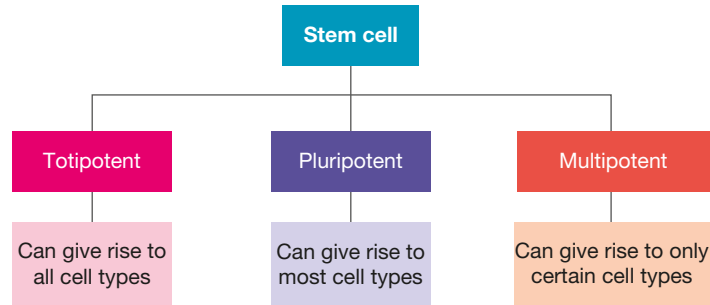 Stem cell
Totipotent
Pluripotent
Multipotent
Can give rise to
all cell types
Can give rise to
most cell types
Can give rise to only
certain cell types